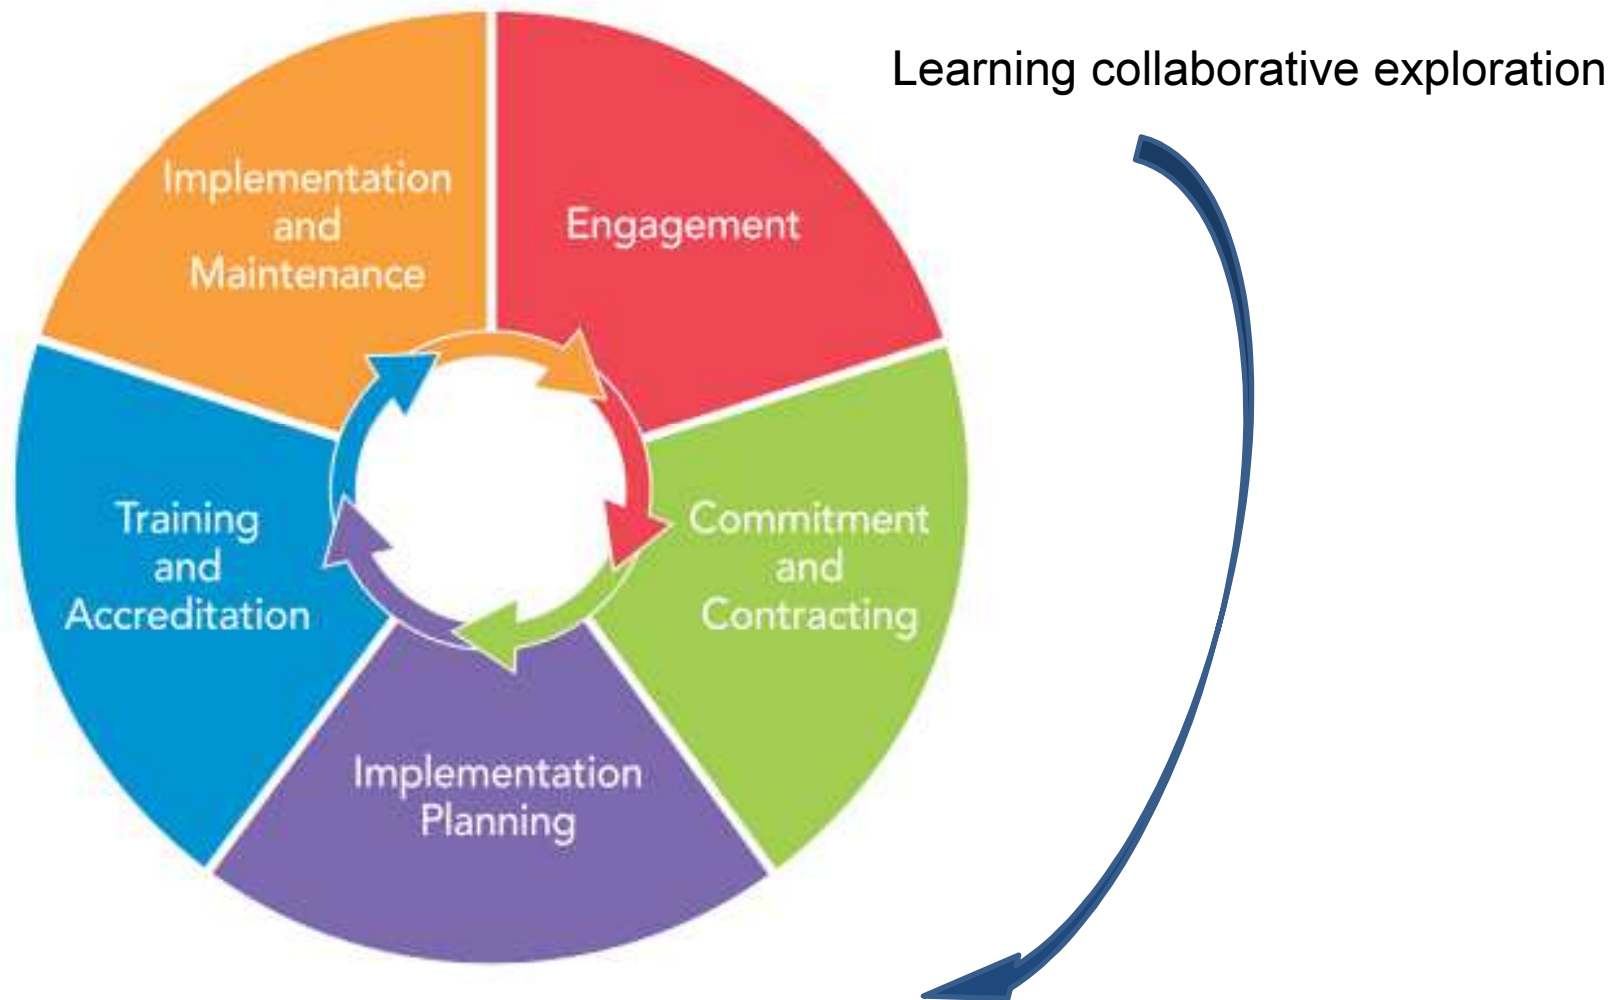 Learning collaborative exploration
Engagement
Commitment
and
Contracting
Implementation
Planning
Training
and
Accreditation
Implementation
and
Maintenance